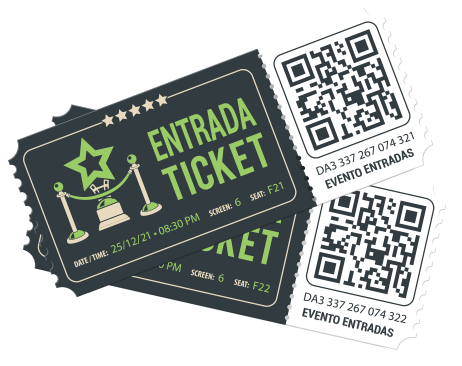 ENTRADA
TICKET
DATE/TIME: 25/12/21 • 08:30 PM SCREEN: 6 SEAT: F21
DA3 337 267 074 321
EVENTO ENTRADAS
PM SCREEN: 6 SEAT: F22
DA3 337 267 074 322
EVENTO ENTRADAS